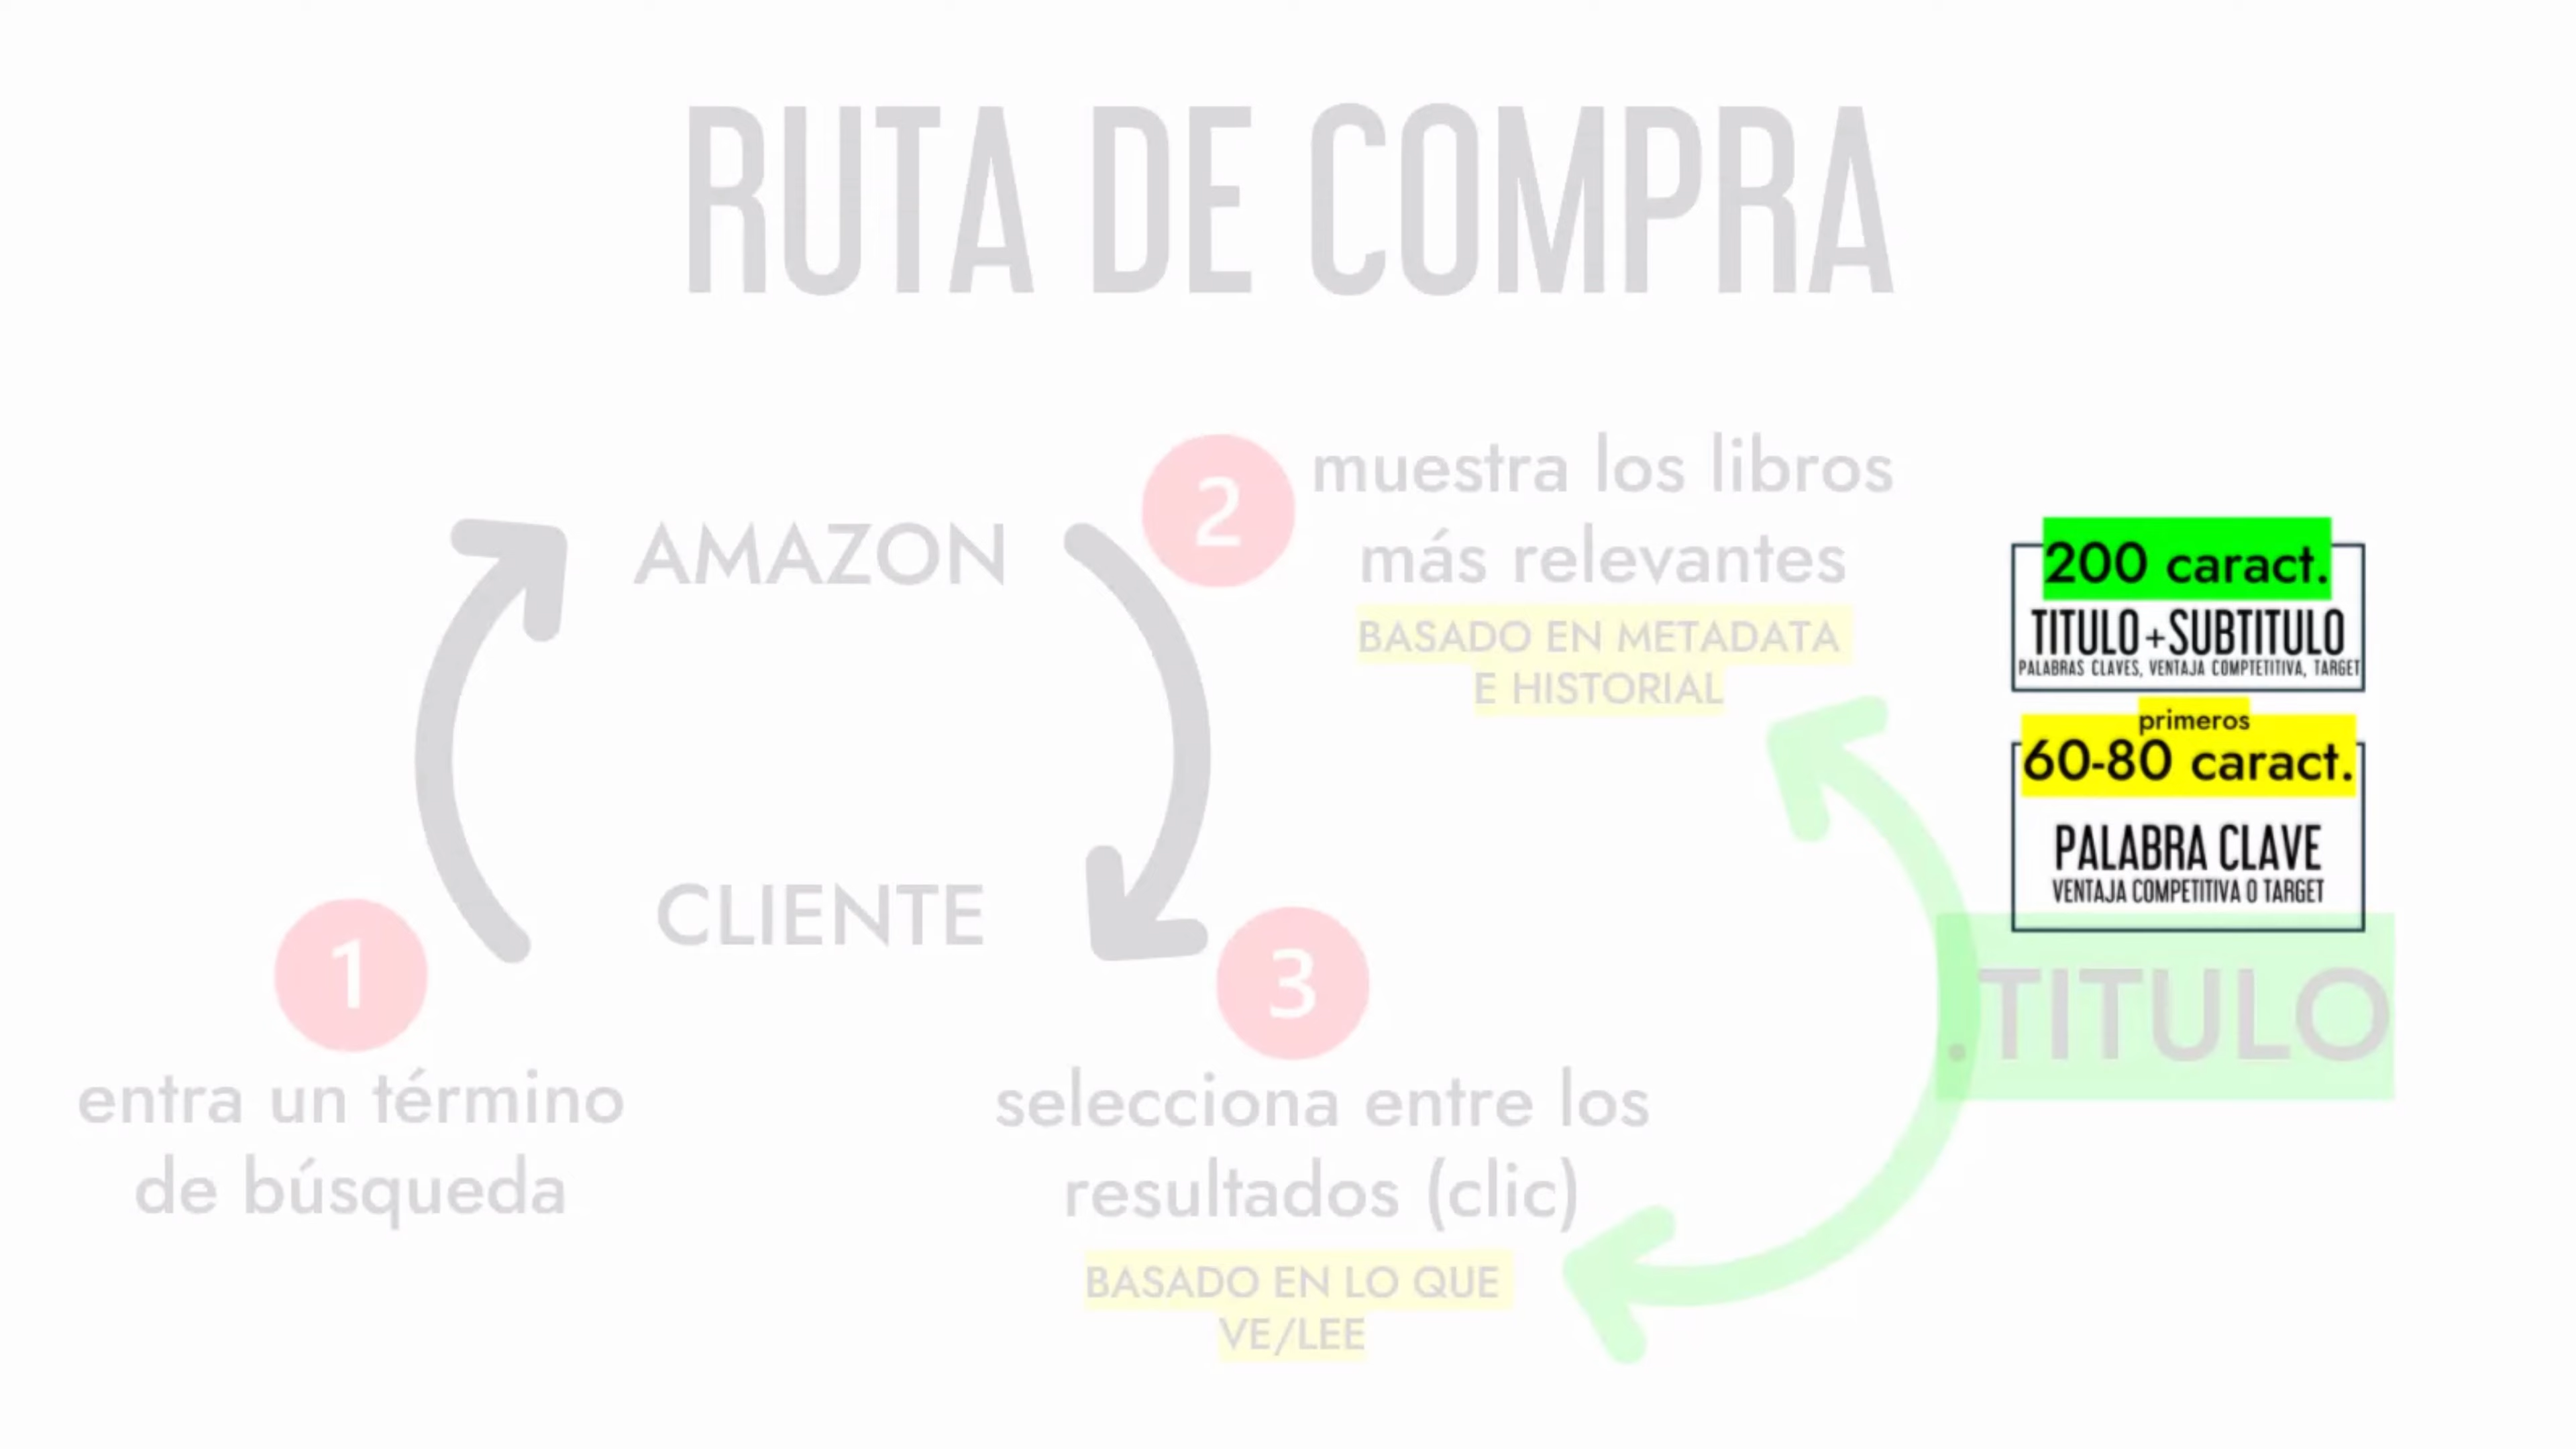 RUTA DE COMPRA
AMAZON
2
muestra los libros
más relevantes
BASADO EN METADATA
E HISTORIAL
200 caract.
TITULO+SUBTITULO
PALABRAS CLAVES, VENTAJA COMPTETITIVA, TARGET
primeros
60-80 caract.
PALABRA CLAVE
VENTAJA COMPETITIVA O TARGET
.TITULO
CLIENTE
1
entra un término
de búsqueda
3
selecciona entre los
resultados (clic)
BASADO EN LO QUE
VE/LEE